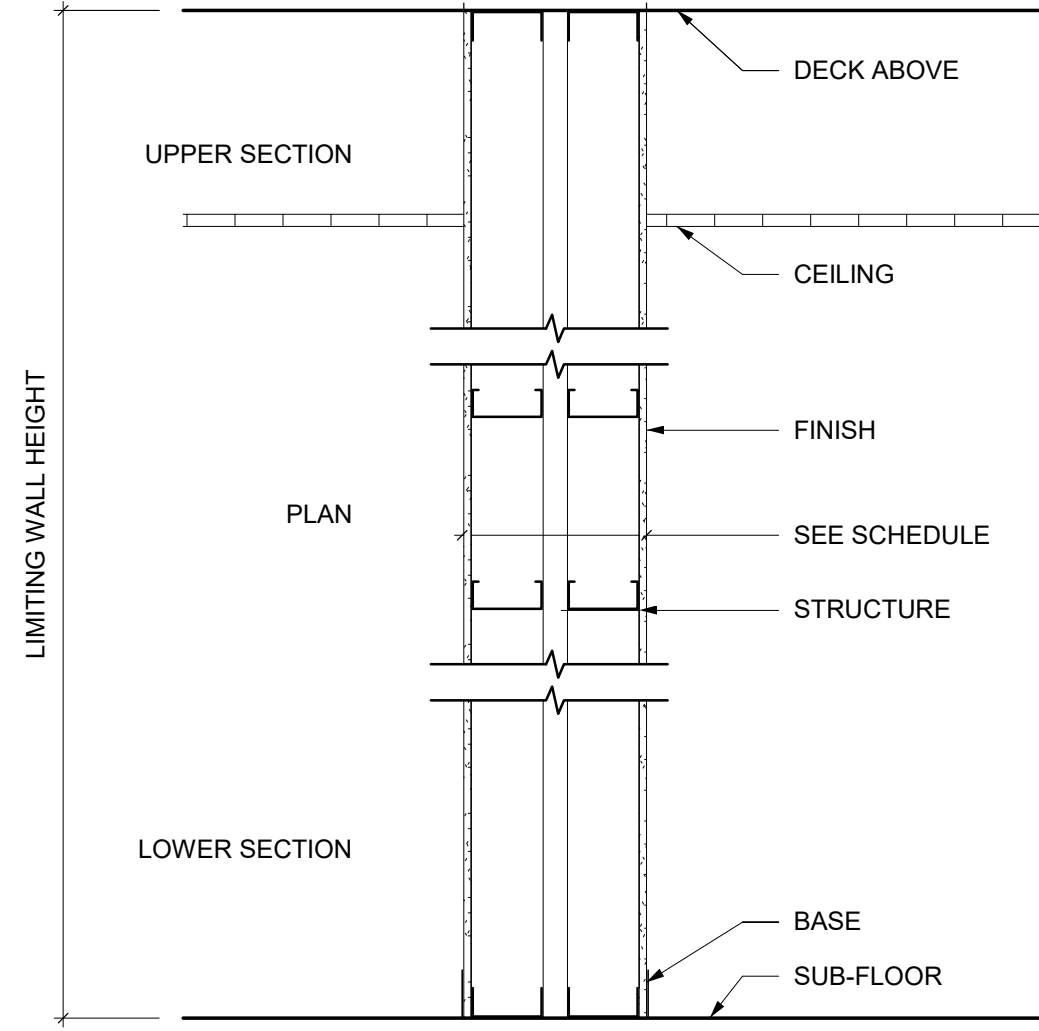 DECK ABOVE
UPPER SECTION
CEILING
LIMITING WALL HEIGHT
FINISH
PLAN
SEE SCHEDULE
STRUCTURE
LOWER SECTION
BASE
SUB-FLOOR